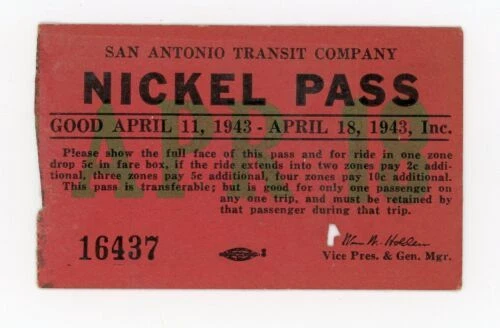 SAN ANTONIO TRANSIT COMPANY
NICKEL PASS
APR 18
GOOD APRIL 11, 1943 - APRIL 18, 1943, Inc.
Please show the full face of this pass and for ride in one zone
drop 5c in fare box, if the ride extends into two zones pay 2c addi-
tional, three zones pay 5c additional, four zones pay 10c additional.
This pass is transferable; but is good for only one passenger on
any one trip, and must be retained by
that passenger during that trip.
16437
Wm M. Holden
Vice Pres. & Gen. Mgr.